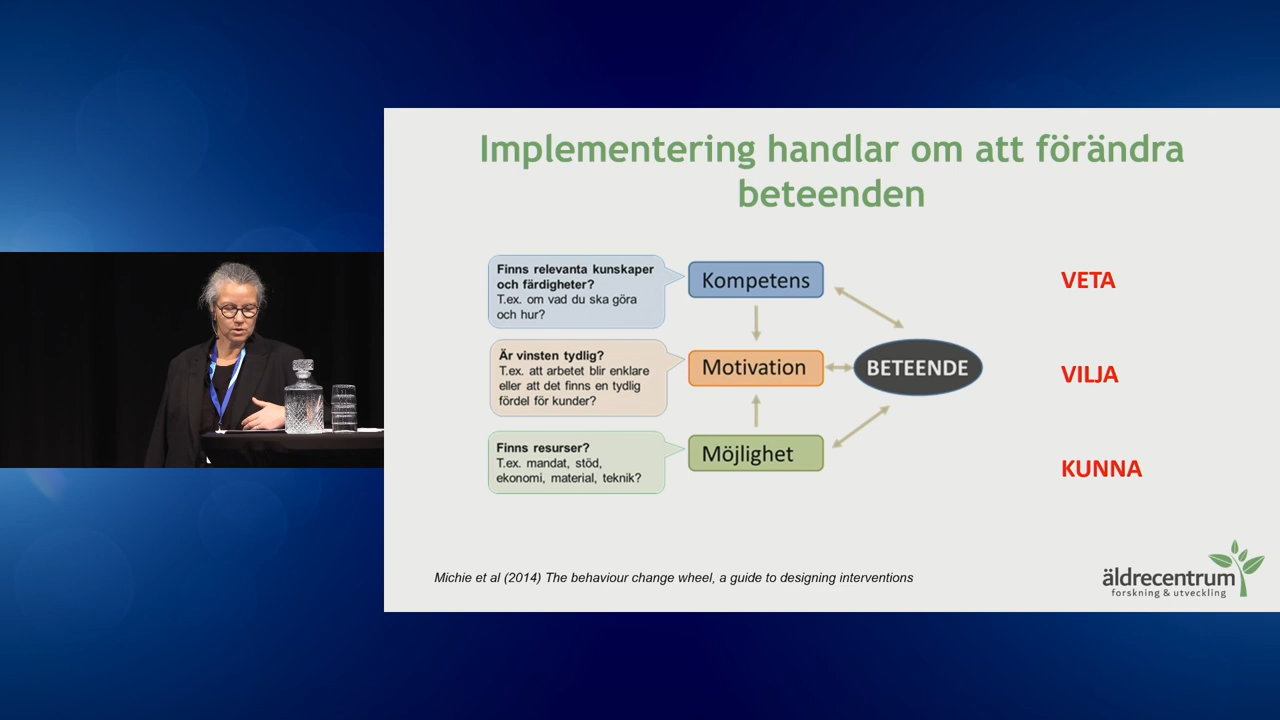 Implementering handlar om att förändra
beteenden
Finns relevanta kunskaper
och färdigheter?
T.ex. om vad du ska göra
och hur?
Kompetens
VETA
Är vinsten tydlig?
T.ex. att arbetet blir enklare
eller att det finns en tydlig
fördel för kunder?
Motivation
BETEENDE
VILJA
Finns resurser?
T.ex. mandat, stöd,
ekonomi, material, teknik?
Möjlighet
KUNNA
Michie et al (2014) The behaviour change wheel, a guide to designing interventions
äldrecentrum
forskning & utveckling